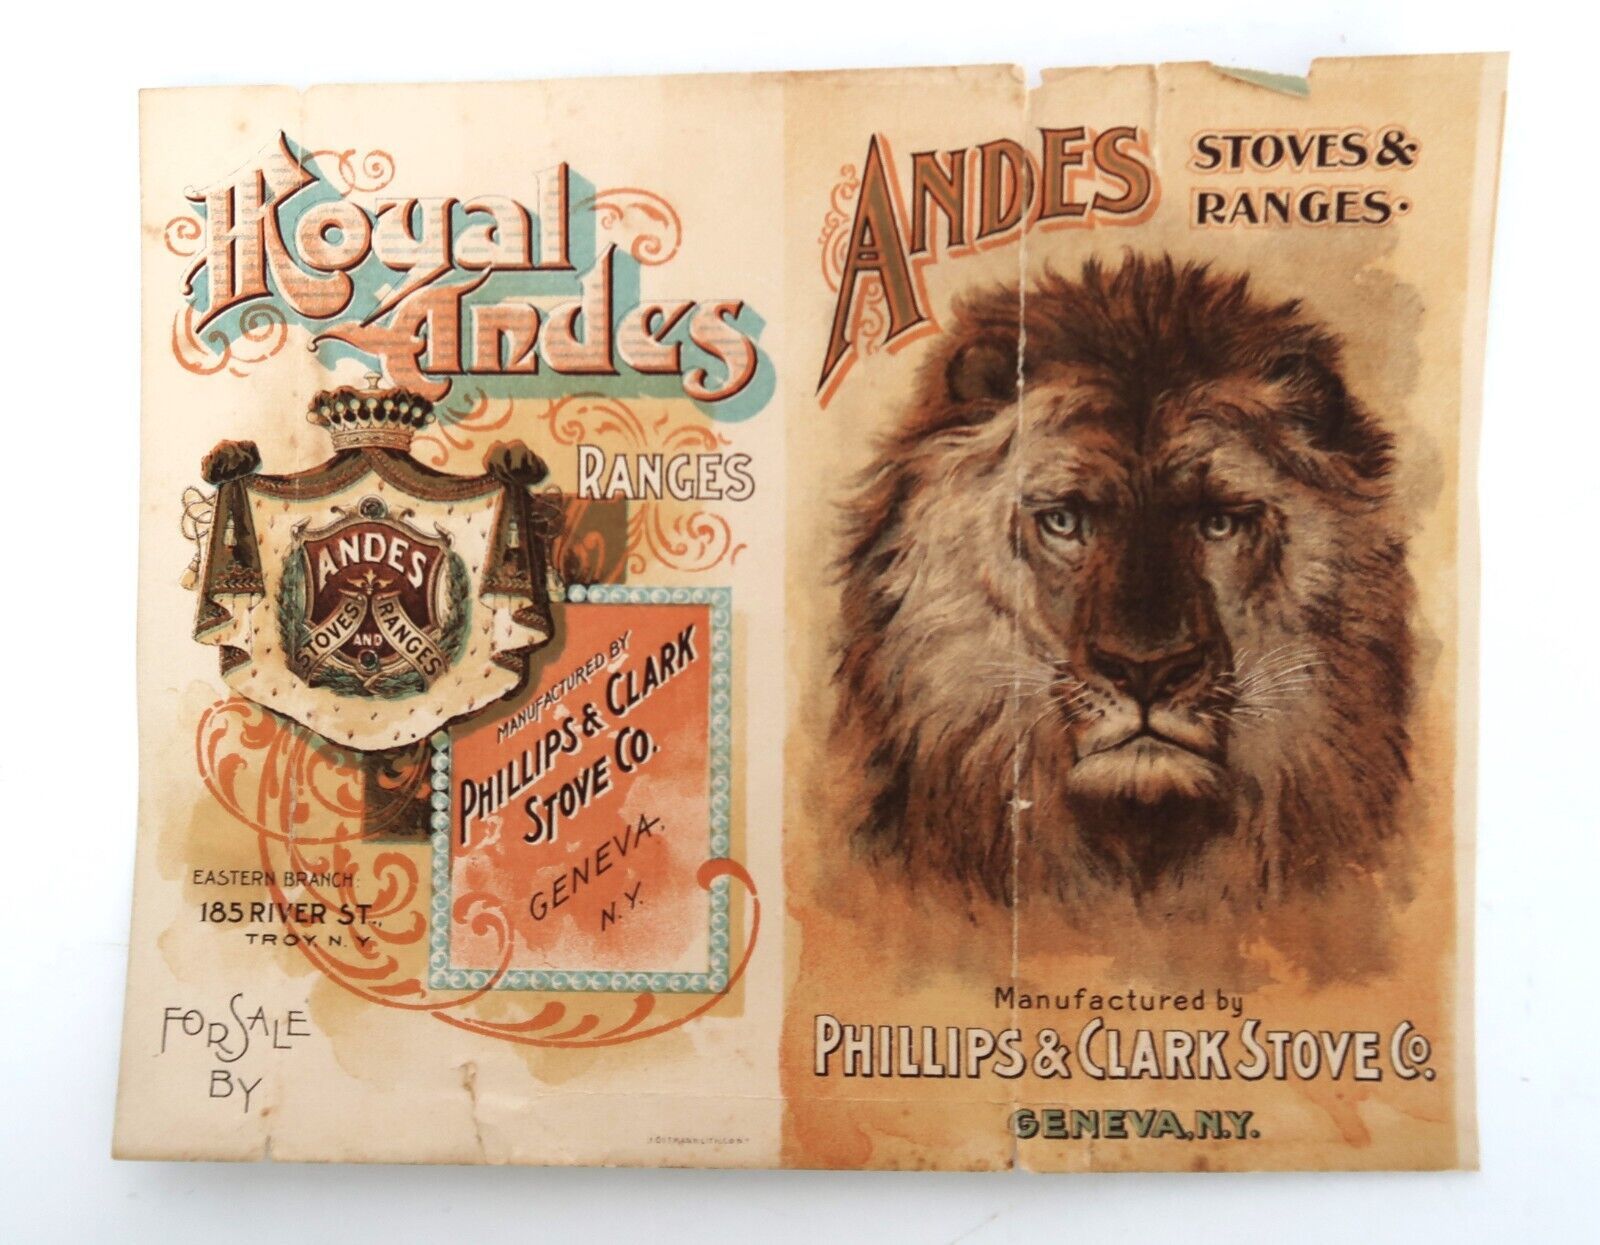 Royal
Andes
RANGES
ANDES
STOVES AND RANGES
MANUFACTURED BY
PHILLIPS & CLARK
STOVE CO.
GENEVA,
N.Y.
EASTERN BRANCH:
185 RIVER ST.,
TROY, N.Y.
FOR SALE
BY
ANDES
STOVES &
RANGES.
Manufactured by
PHILLIPS & CLARK STOVE CO.
GENEVA, N.Y.